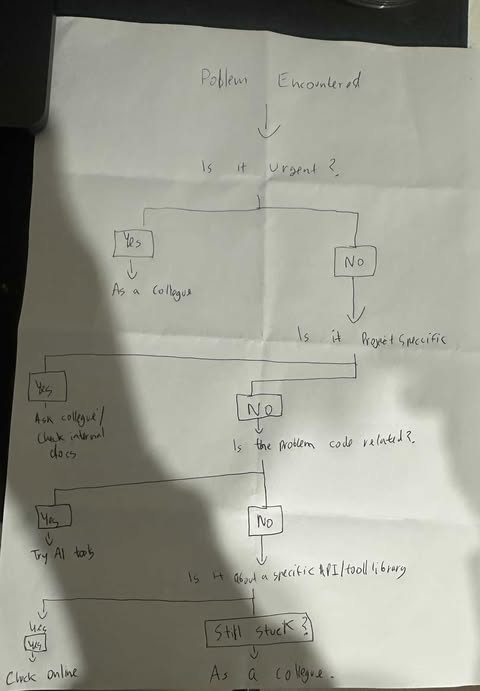 Poblem Encountered
Is it urgent?
Yes
NO
As a collegue
Is it Project Specific
Yes
NO
Ask collegue/
Check internal
docs
Is the problem code related?
Yes
No
Try AI tools
Is it about a specific API/tool/library
Yes
Yes
Still stuck?
Check online
As a collegue.